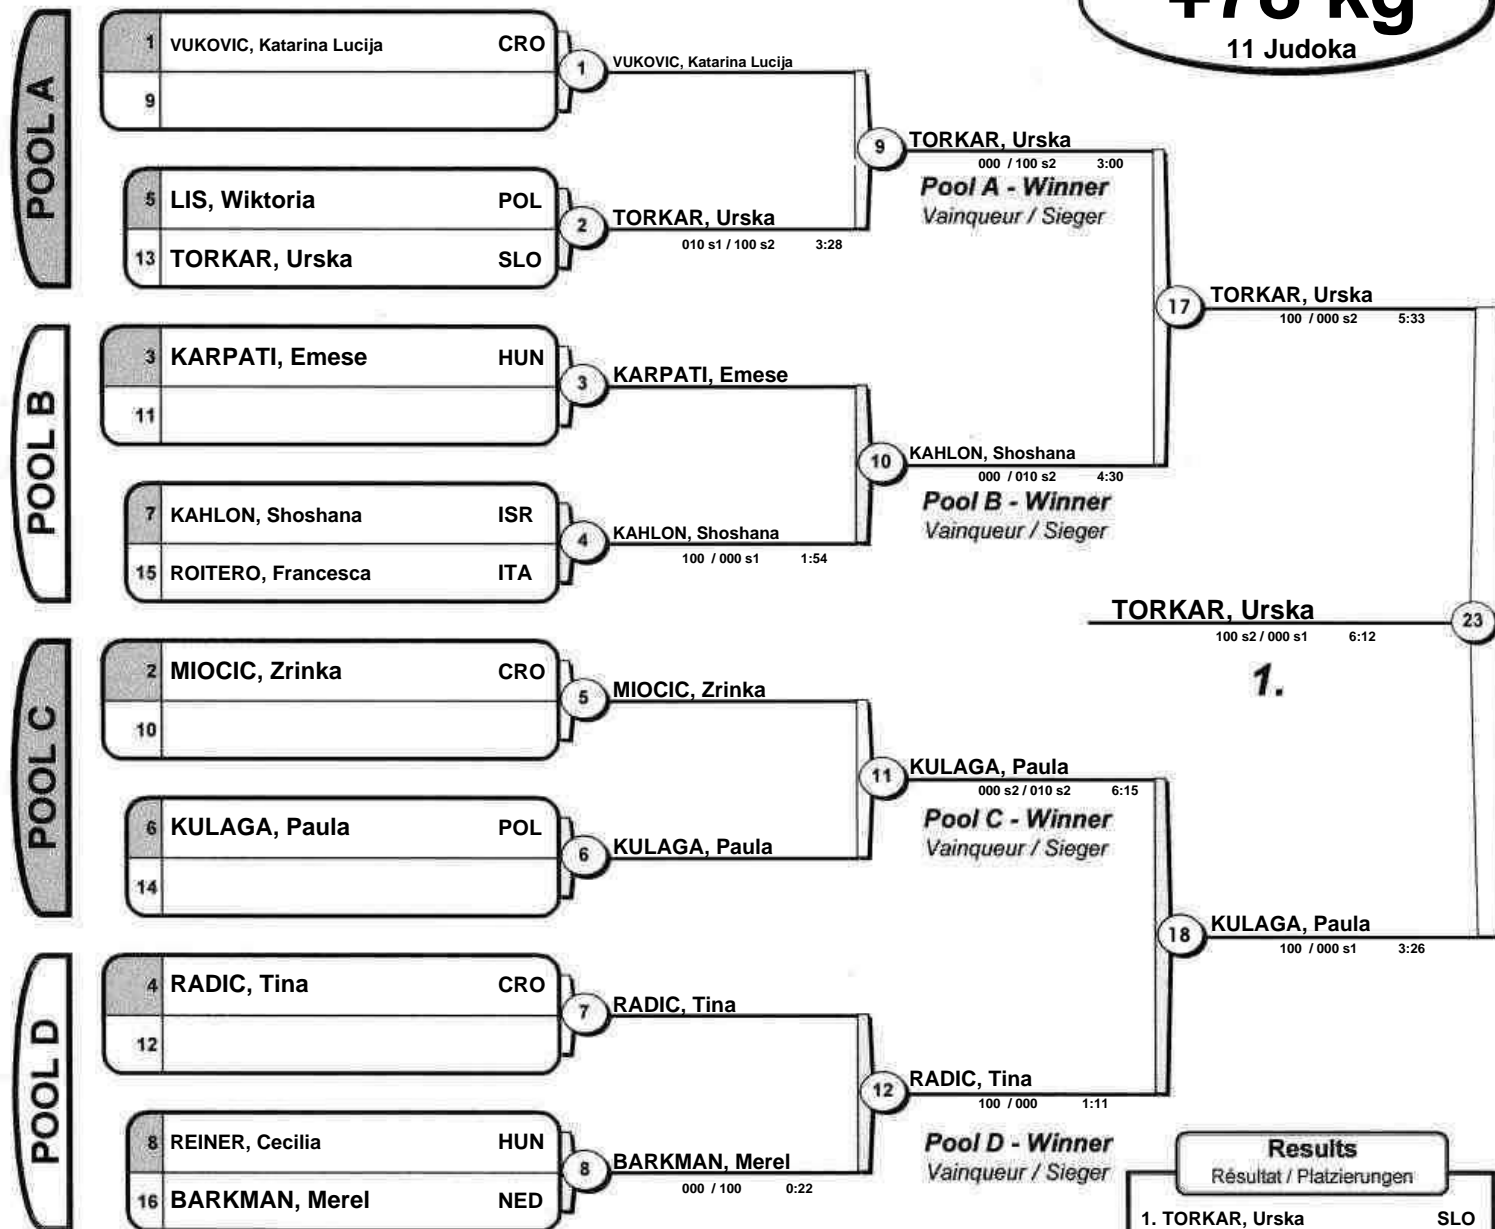 +78 kg
11 Judoka
POOL A
1 VUKOVIC, Katarina Lucija CRO
9
5 LIS, Wiktoria POL
13 TORKAR, Urska SLO
1 VUKOVIC, Katarina Lucija
2 TORKAR, Urska
010 s1 / 100 s2 3:28
9 TORKAR, Urska
000 / 100 s2 3:00
Pool A - Winner
Vainqueur / Sieger
POOL B
3 KARPATI, Emese HUN
11
7 KAHLON, Shoshana ISR
15 ROITERO, Francesca ITA
3 KARPATI, Emese
4 KAHLON, Shoshana
100 / 000 s1 1:54
10 KAHLON, Shoshana
000 / 010 s2 4:30
Pool B - Winner
Vainqueur / Sieger
17 TORKAR, Urska
100 / 000 s2 5:33
TORKAR, Urska 23
100 s2 / 000 s1 6:12
1.
POOL C
2 MIOCIC, Zrinka CRO
10
6 KULAGA, Paula POL
14
5 MIOCIC, Zrinka
6 KULAGA, Paula
11 KULAGA, Paula
000 s2 / 010 s2 6:15
Pool C - Winner
Vainqueur / Sieger
POOL D
4 RADIC, Tina CRO
12
8 REINER, Cecilia HUN
16 BARKMAN, Merel NED
7 RADIC, Tina
8 BARKMAN, Merel
000 / 100 0:22
12 RADIC, Tina
100 / 000 1:11
Pool D - Winner
Vainqueur / Sieger
18 KULAGA, Paula
100 / 000 s1 3:26
Results
Résultat / Platzierungen
1. TORKAR, Urska SLO